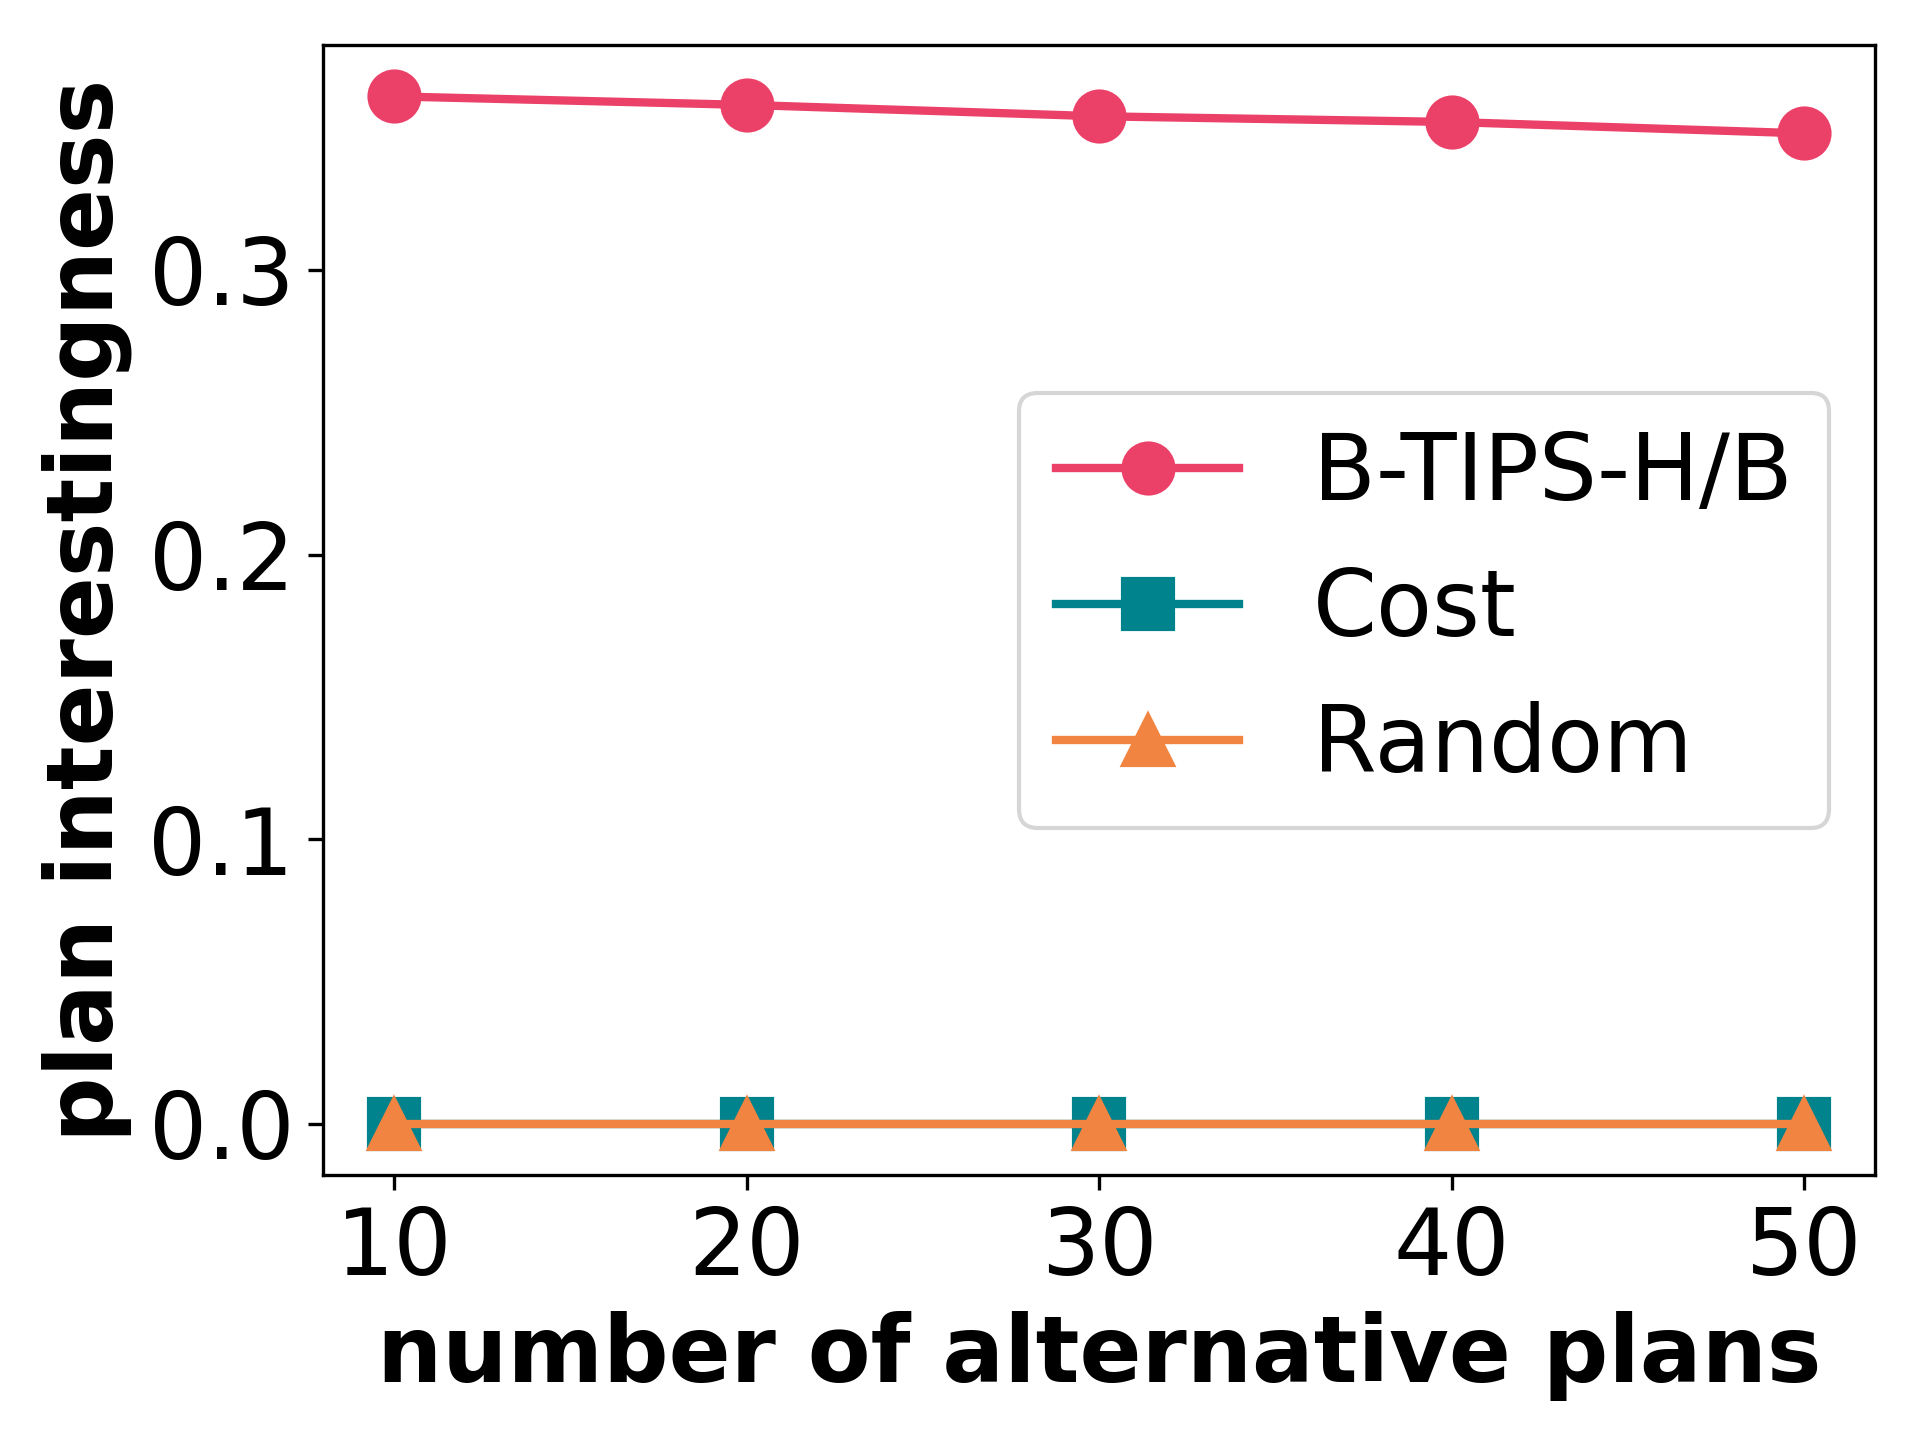 plan interestingness
0.3
0.2
0.1
0.0
B-TIPS-H/B
Cost
Random
10 20 30 40 50
number of alternative plans